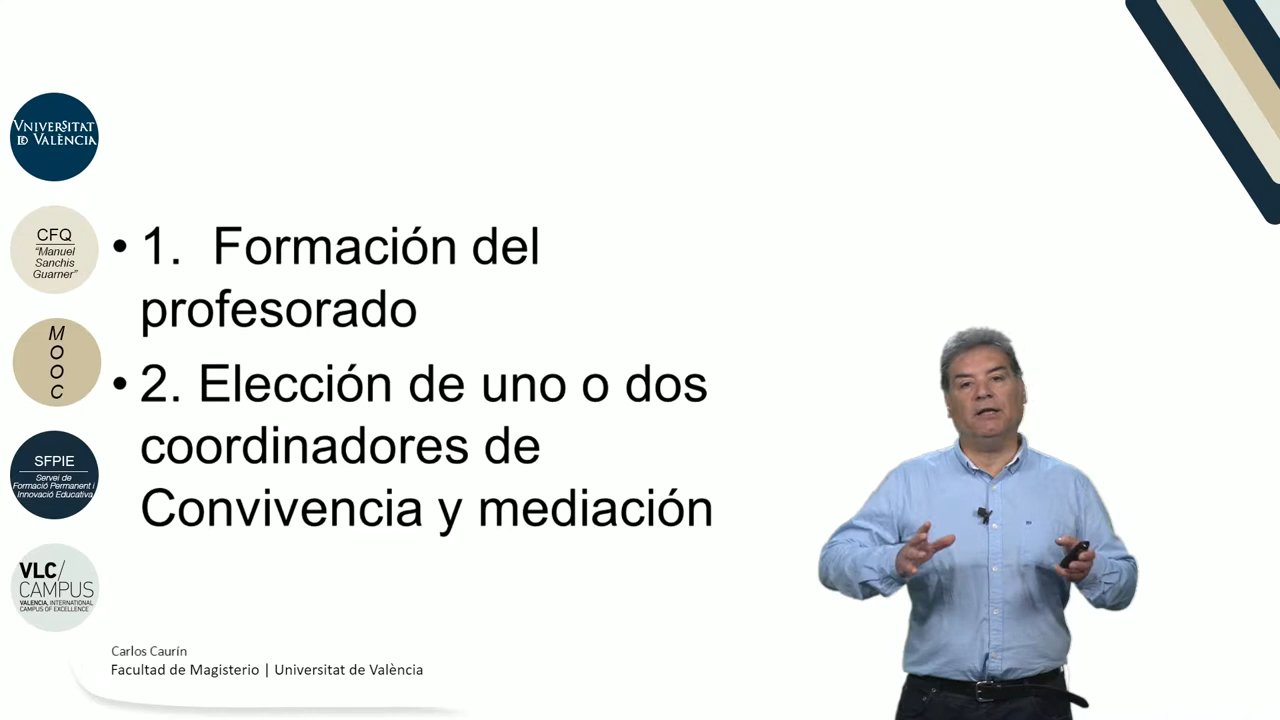 VNIVERSITAT
ID VALÈNCIA
CFQ
"Manuel
Sanchis
Guarner"
M
O
O
C
SFPIE
Servei de
Formació Permanent i
Innovació Educativa
VLC/
CAMPUS
VALENCIA, INTERNATIONAL
CAMPUS OF EXCELLENCE
• 1. Formación del
profesorado
• 2. Elección de uno o dos
coordinadores de
Convivencia y mediación
Carlos Caurín
Facultad de Magisterio | Universitat de València